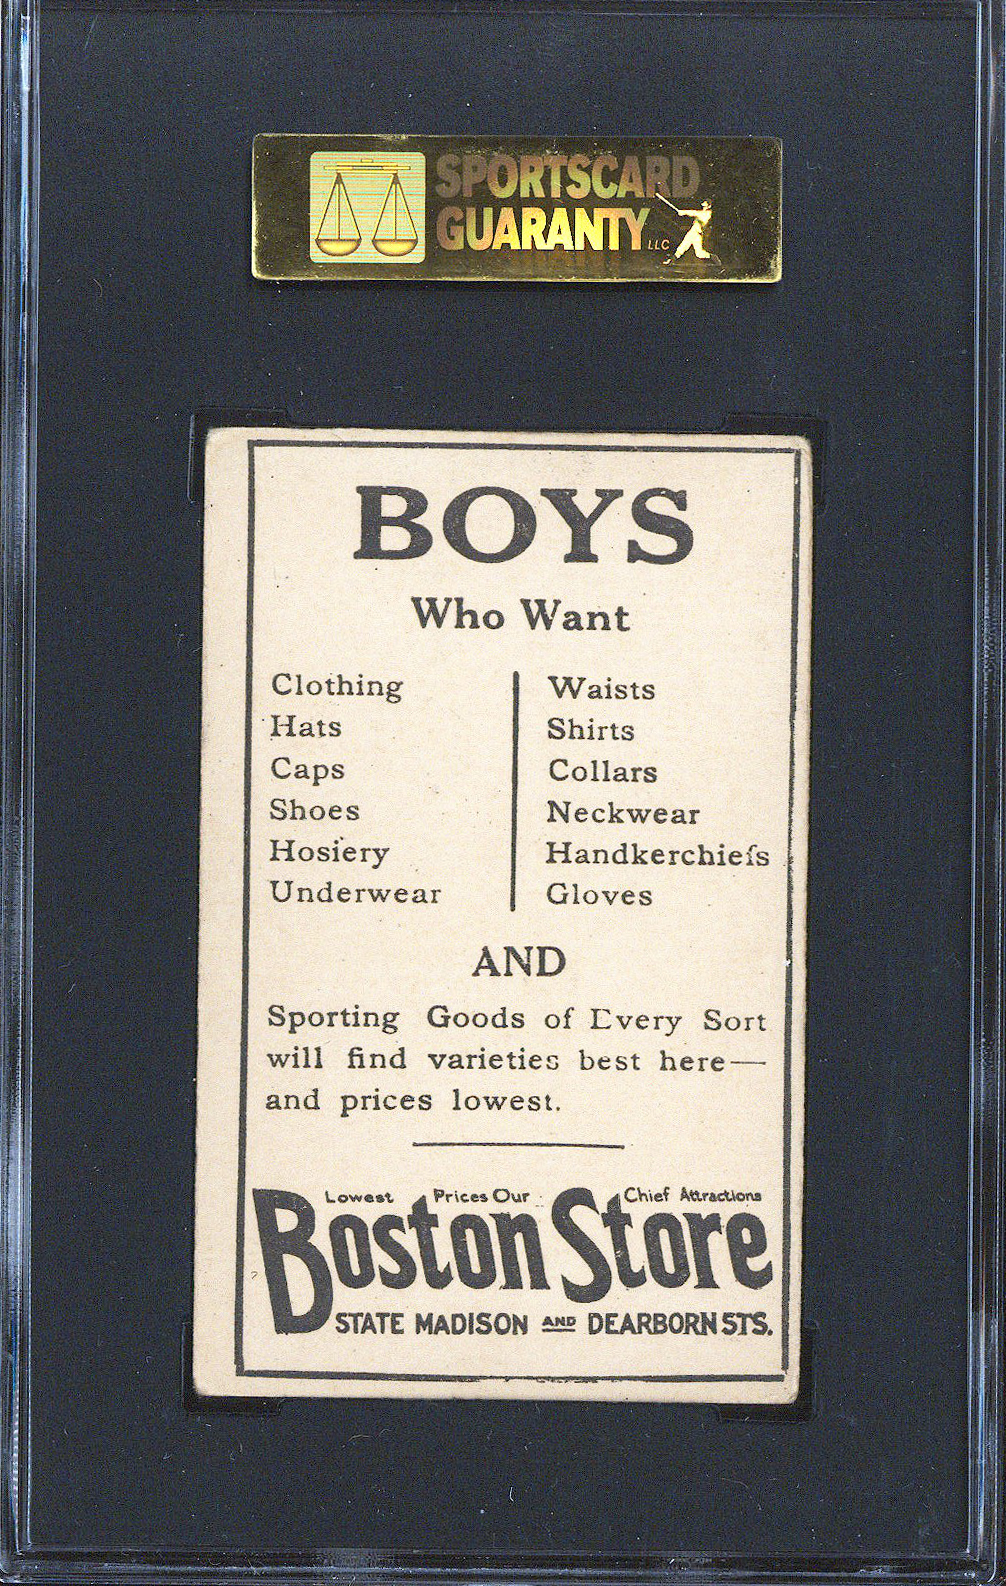 SPORTSCARD
GUARANTY LLC
BOYS
Who Want
Clothing
Hats
Caps
Shoes
Hosiery
Underwear
Waists
Shirts
Collars
Neckwear
Handkerchiefs
Gloves
AND
Sporting Goods of Every Sort
will find varieties best here—
and prices lowest.
Lowest Prices Our Chief Attractions
Boston Store
STATE MADISON AND DEARBORN STS.